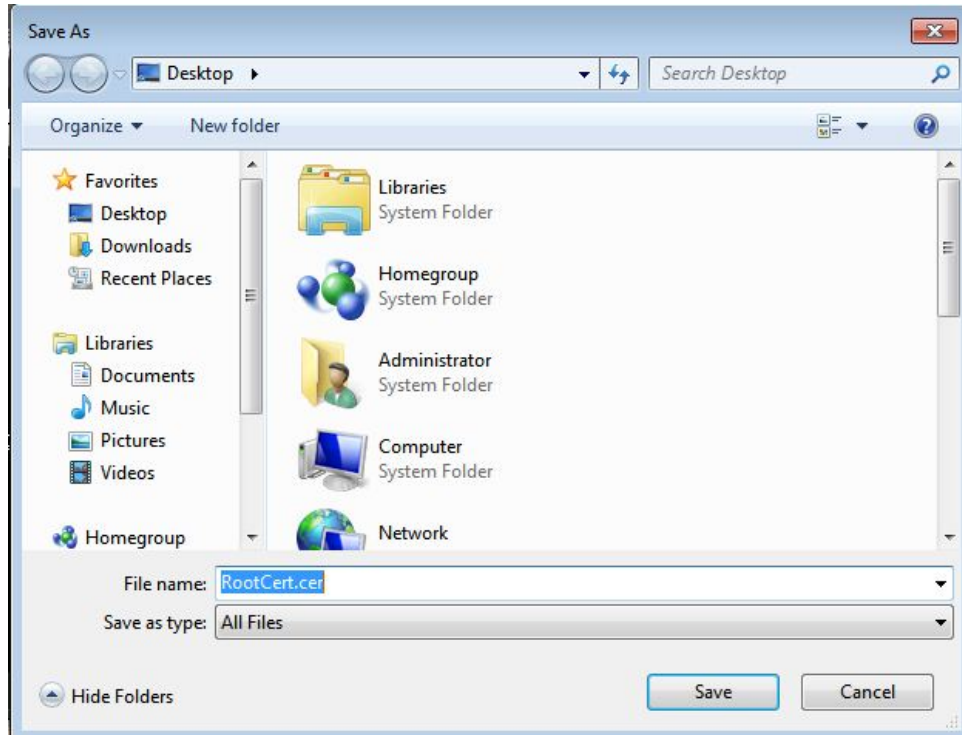 Save As
Desktop
Search Desktop
Organize
New folder
Favorites
Desktop
Downloads
Recent Places
Libraries
Documents
Music
Pictures
Videos
Homegroup
Libraries
System Folder
Homegroup
System Folder
Administrator
System Folder
Computer
System Folder
Network
File name: RootCert.cer
Save as type: All Files
Hide Folders
Save
Cancel